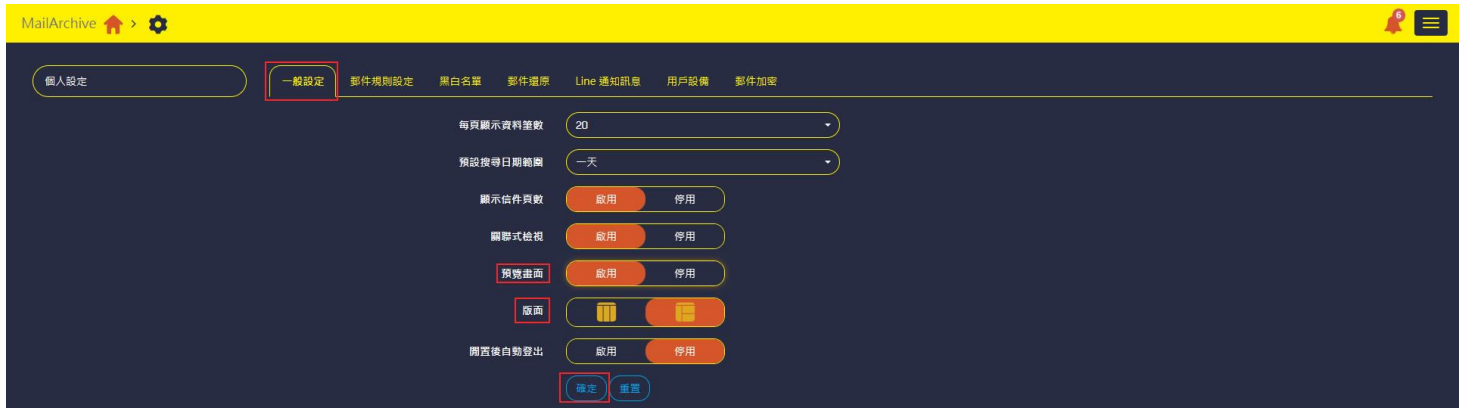 MailArchive
6
個人設定
一般設定 郵件規則設定 黑白名單 郵件還原 Line 通知訊息 用戶設備 郵件加密
每頁顯示資料筆數 20
預設搜尋日期範圍 一天
顯示信件頁數 啟用 停用
關聯式檢視 啟用 停用
預覽畫面 啟用 停用
版面
閒置後自動登出 啟用 停用
確定 重置